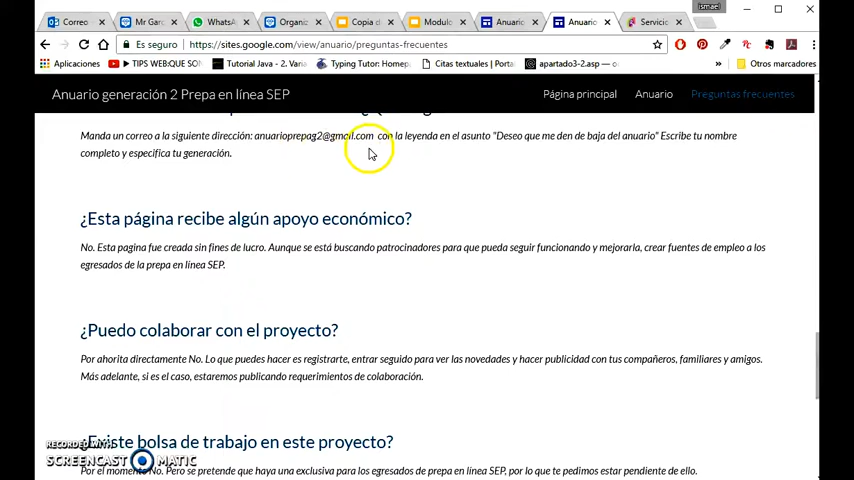 Ismael
Correo
Mr Garc
WhatsA
Organiz
Copia d
Modulo
Anuario
Anuario
Servicio
Es seguro
https://sites.google.com/view/anuario/preguntas-frecuentes
Aplicaciones
TIPS WEB:QUE SON
Tutorial Java - 2. Varia
Typing Tutor: Homep
Citas textuales | Porta
apartado3-2.asp — cc
»
Otros marcadores
Anuario generación 2 Prepa en línea SEP
Página principal
Anuario
Preguntas frecuentes
Manda un correo a la siguiente dirección: anuarioprepag2@gmail.com con la leyenda en el asunto "Deseo que me den de baja del anuario" Escribe tu nombre
completo y especifica tu generación.
¿Esta página recibe algún apoyo económico?
No. Esta pagina fue creada sin fines de lucro. Aunque se está buscando patrocinadores para que pueda seguir funcionando y mejorarla, crear fuentes de empleo a los
egresados de la prepa en línea SEP.
¿Puedo colaborar con el proyecto?
Por ahorita directamente No. Lo que puedes hacer es registrarte, entrar seguido para ver las novedades y hacer publicidad con tus compañeros, familiares y amigos.
Más adelante, si es el caso, estaremos publicando requerimientos de colaboración.
¿Existe bolsa de trabajo en este proyecto?
RECORDED WITH
SCREENCAST MATIC
Por el momento No. Pero se pretende que haya una exclusiva para los egresados de prepa en línea SEP, por lo que te pedimos estar pendiente de ello.